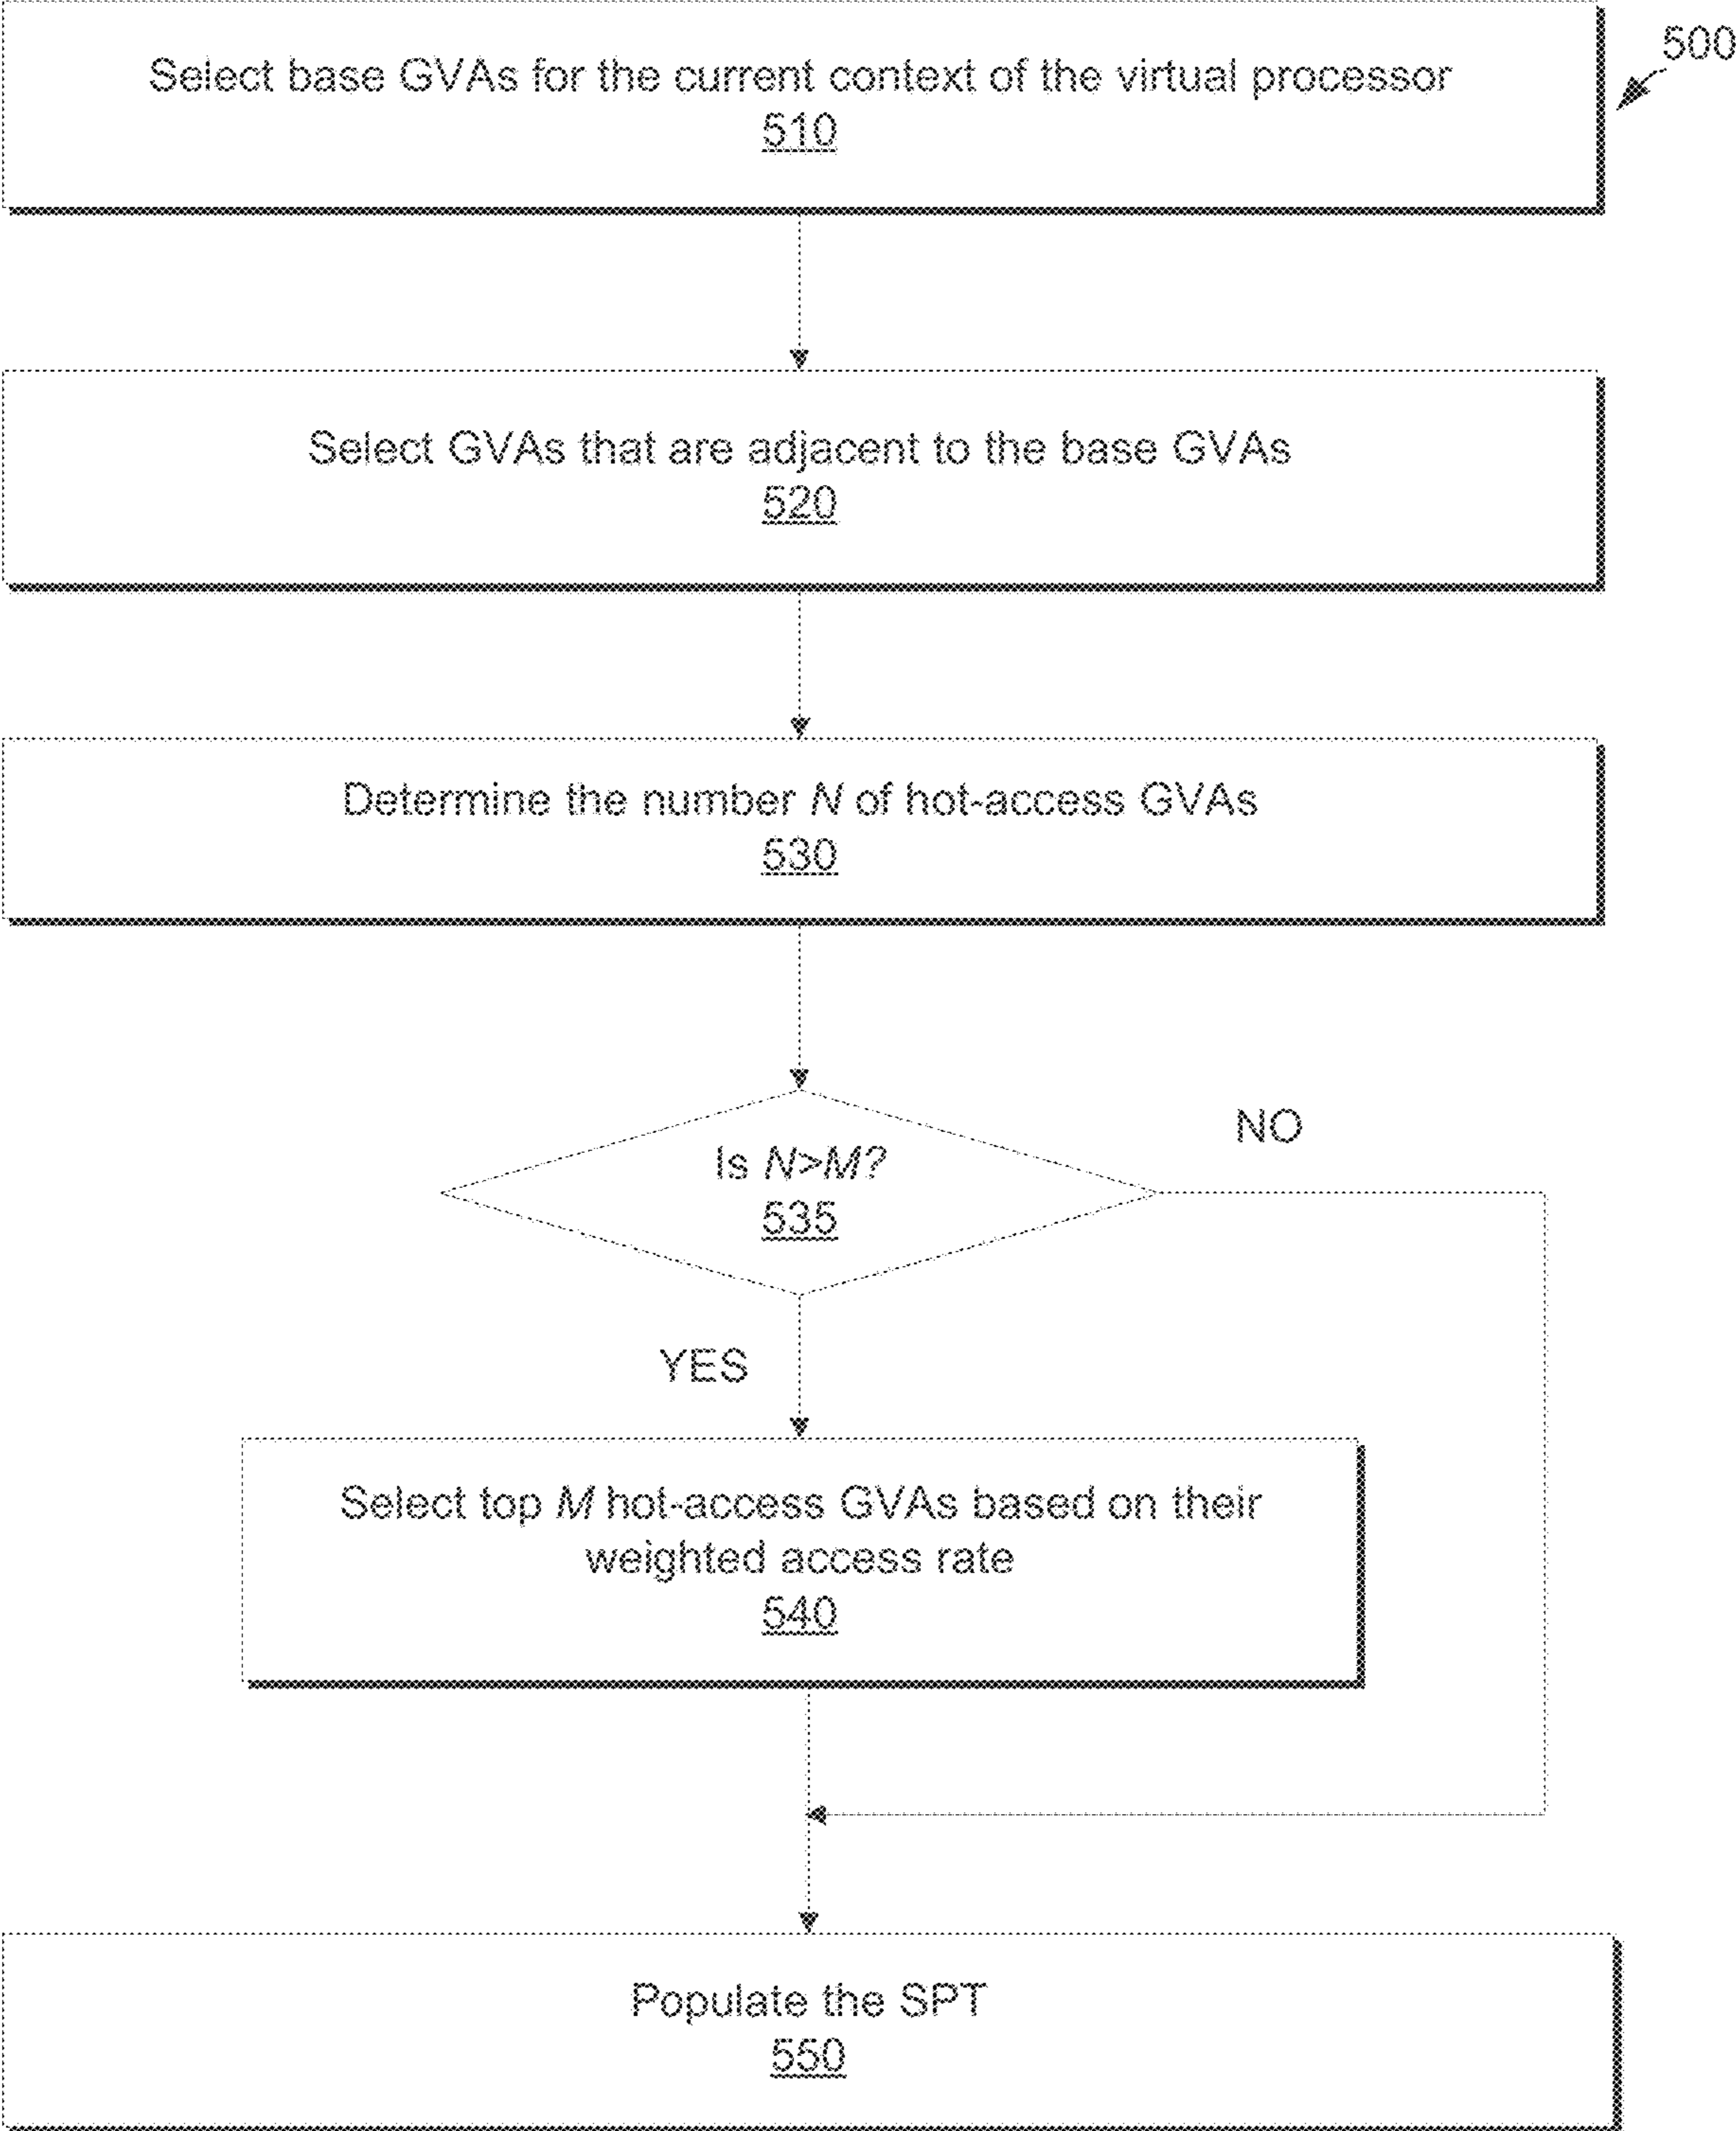 500
Select base GVAs for the current context of the virtual processor
510
Select GVAs that are adjacent to the base GVAs
520
Determine the number N of hot-access GVAs
530
Is N>M?
535
NO
YES
Select top M hot-access GVAs based on their
weighted access rate
540
Populate the SPT
550